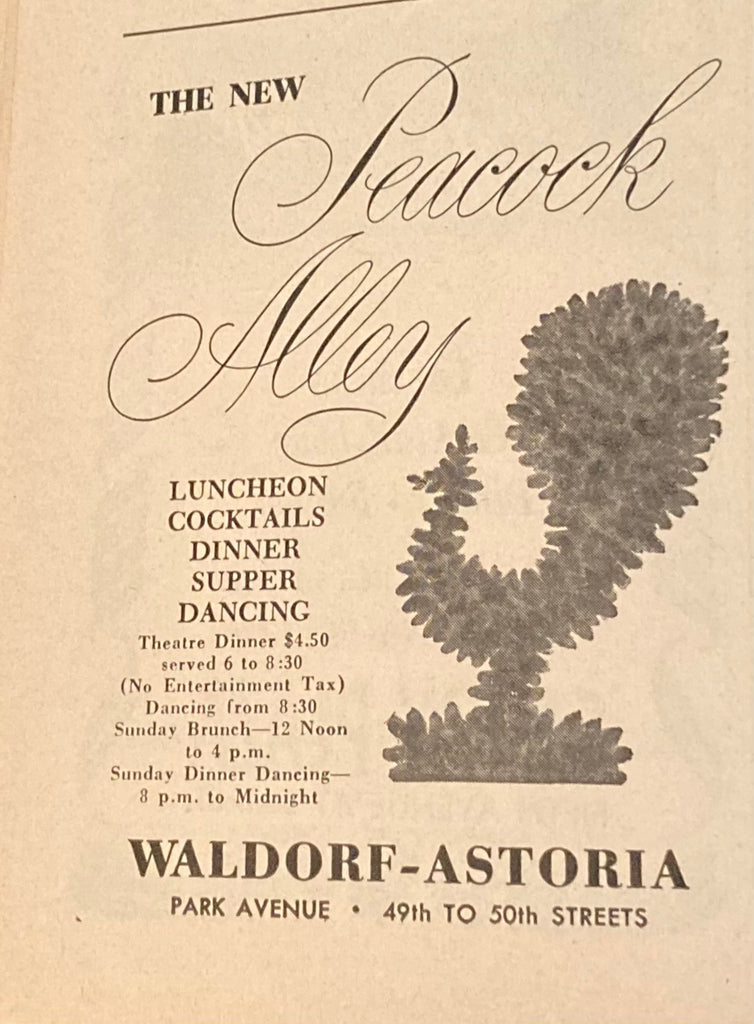 THE NEW
Peacock
Alley
LUNCHEON
COCKTAILS
DINNER
SUPPER
DANCING
Theatre Dinner $4.50
served 6 to 8:30
(No Entertainment Tax)
Dancing from 8:30
Sunday Brunch—12 Noon
to 4 p.m.
Sunday Dinner Dancing—
8 p.m. to Midnight
WALDORF-ASTORIA
PARK AVENUE • 49th TO 50th STREETS